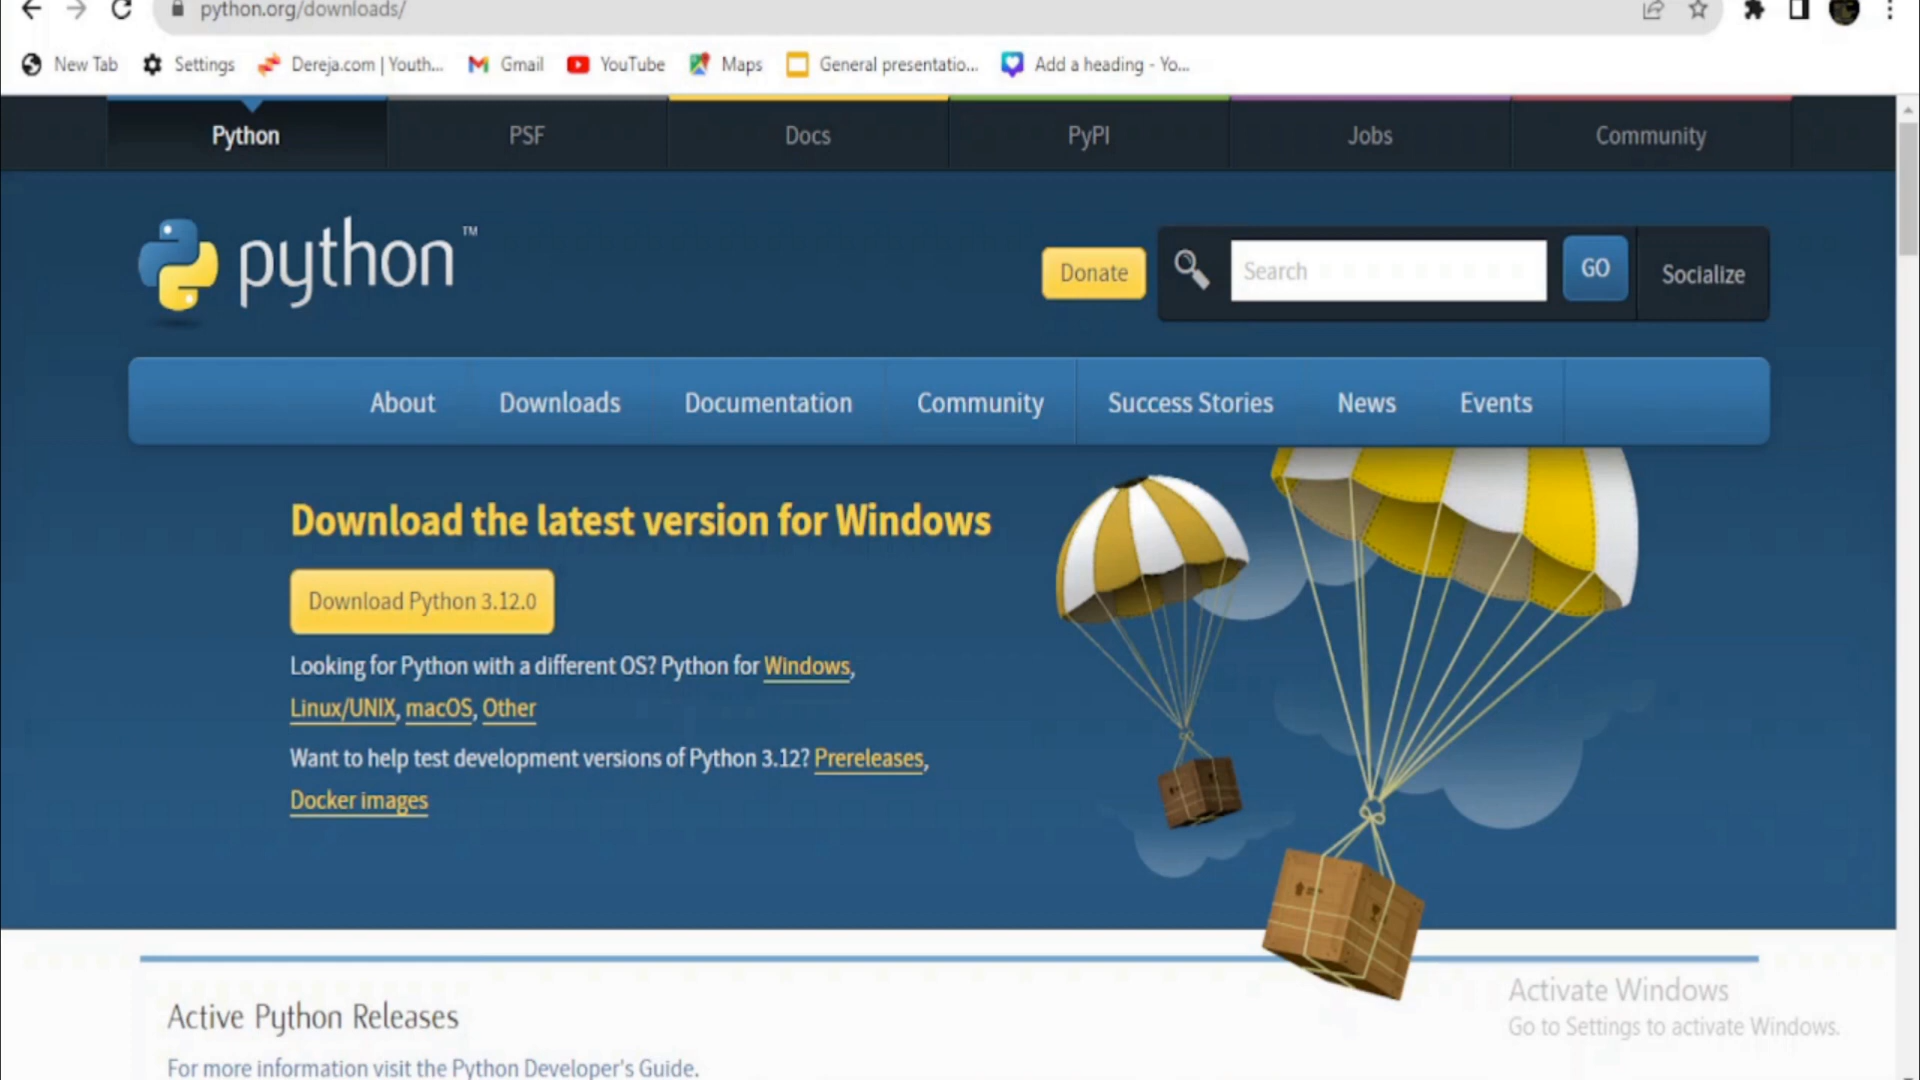 python.org/downloads/
New Tab Settings Dereja.com | Youth... Gmail YouTube Maps General presentatio... Add a heading - Yo...
Python PSF Docs PyPI Jobs Community
python™
Donate Search GO Socialize
About Downloads Documentation Community Success Stories News Events
Download the latest version for Windows
Download Python 3.12.0
Looking for Python with a different OS? Python for Windows,
Linux/UNIX, macOS, Other
Want to help test development versions of Python 3.12? Prereleases,
Docker images
Activate Windows
Go to Settings to activate Windows.
Active Python Releases
For more information visit the Python Developer's Guide.